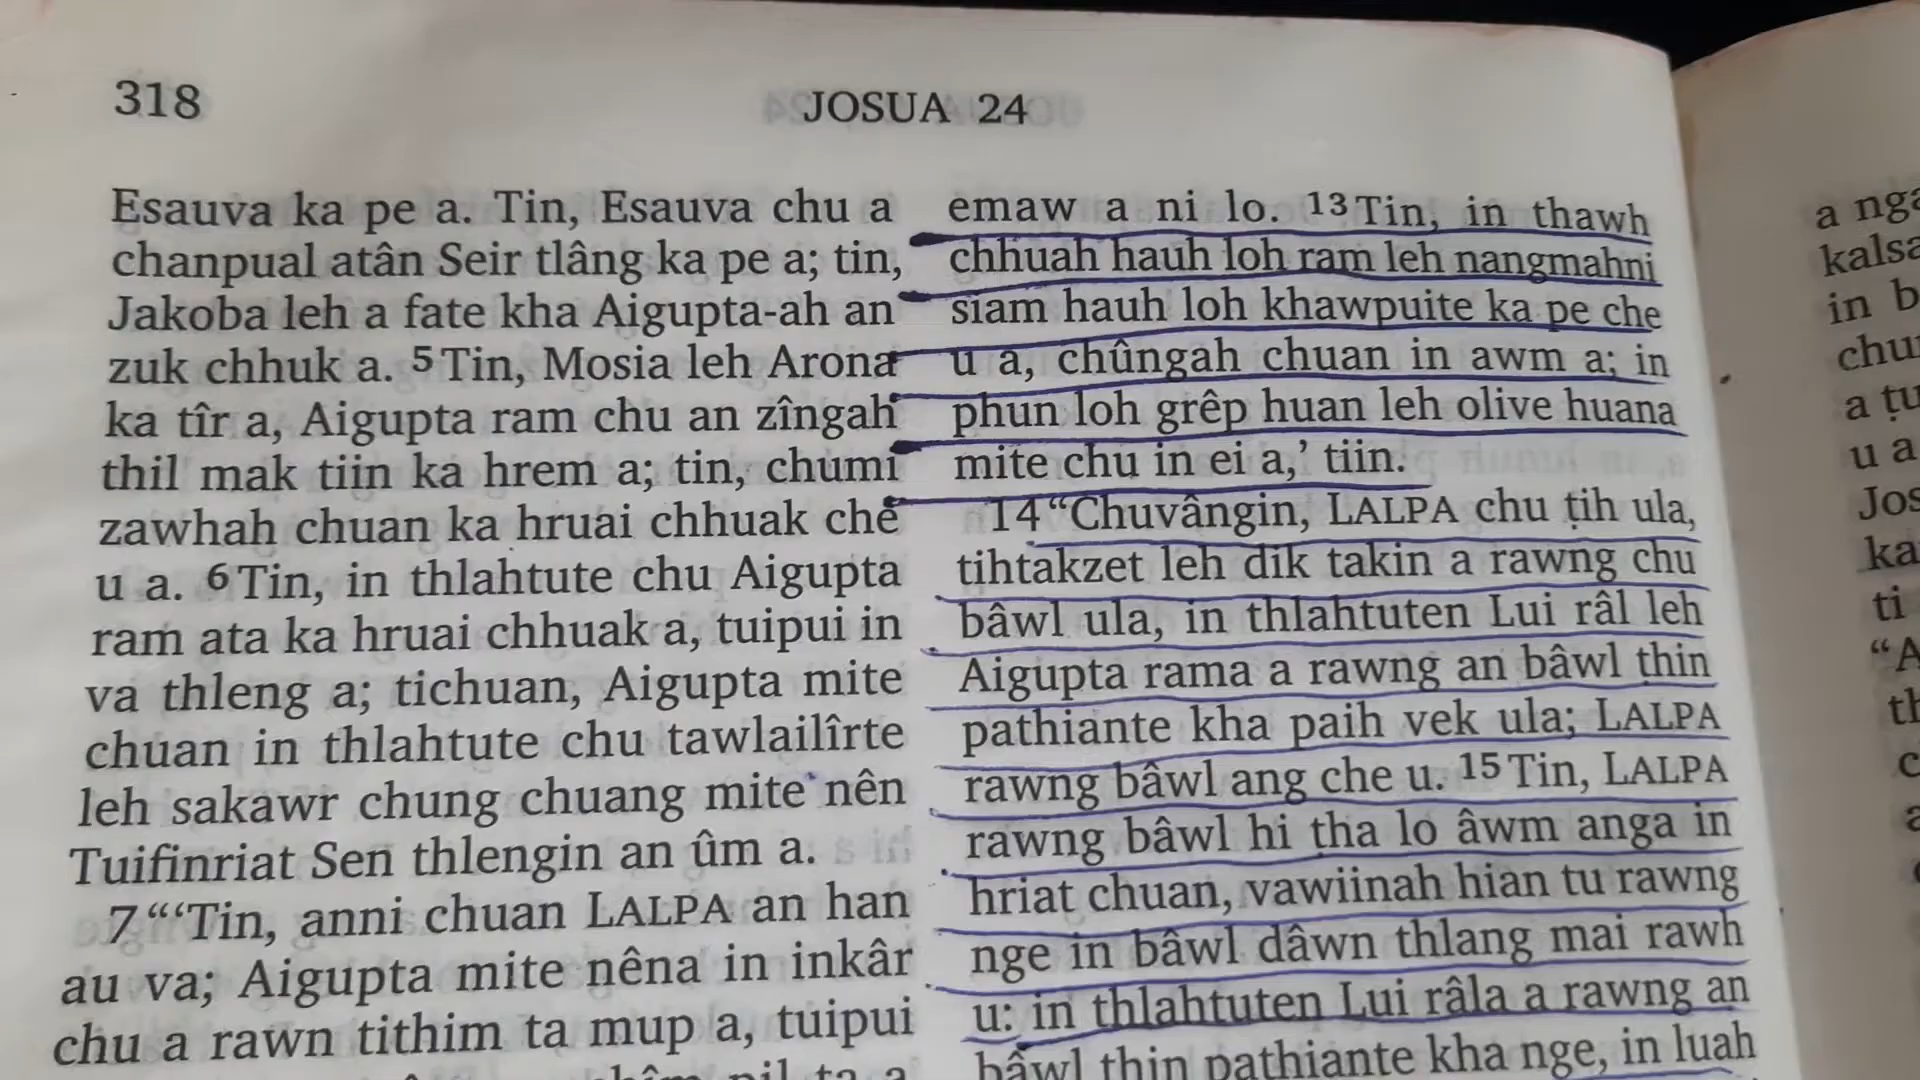 318
JOSUA 24
Esauva ka pe a. Tin, Esauva chu a
chanpual atân Seir tlâng ka pe a; tin,
Jakoba leh a fate kha Aigupta-ah an
zuk chhuk a. 5 Tin, Mosia leh Arona
ka tîr a, Aigupta ram chu an zîngah
thil mak tiin ka hrem a; tin, chumi
zawhah chuan ka hruai chhuak che
u a. 6 Tin, in thlahtute chu Aigupta
ram ata ka hruai chhuak a, tuipui in
va thleng a; tichuan, Aigupta mite
chuan in thlahtute chu tawlailîrte
leh sakawr chung chuang mite nên
Tuifinriat Sen thlengin an ûm a.
7 “‘Tin, anni chuan LALPA an han
au va; Aigupta mite nêna in inkâr
chu a rawn tithim ta mup a, tuipui
pil ta a
emaw a ni lo. 13 Tin, in thawh
chhuah hauh loh ram leh nangmahni
siam hauh loh khawpuite ka pe che
u a, chûngah chuan in awm a; in
phun loh grêp huan leh olive huana
mite chu in ei a,’ tiin.
14 “Chuvângin, LALPA chu ṭih ula,
tihtakzet leh dik takin a rawng chu
bâwl ula, in thlahtuten Lui râl leh
Aigupta rama a rawng an bâwl ṭhin
pathiante kha paih vek ula; LALPA
rawng bâwl ang che u. 15 Tin, LALPA
rawng bâwl hi ṭha lo âwm anga in
hriat chuan, vawiinah hian tu rawng
nge in bâwl dâwn thlang mai rawh
u: in thlahtuten Lui râla a rawng an
bâwl ṭhin pathiante kha nge, in luah
a
kalsa
in b
a ṭu
u a
Jos
ka
ti
“A